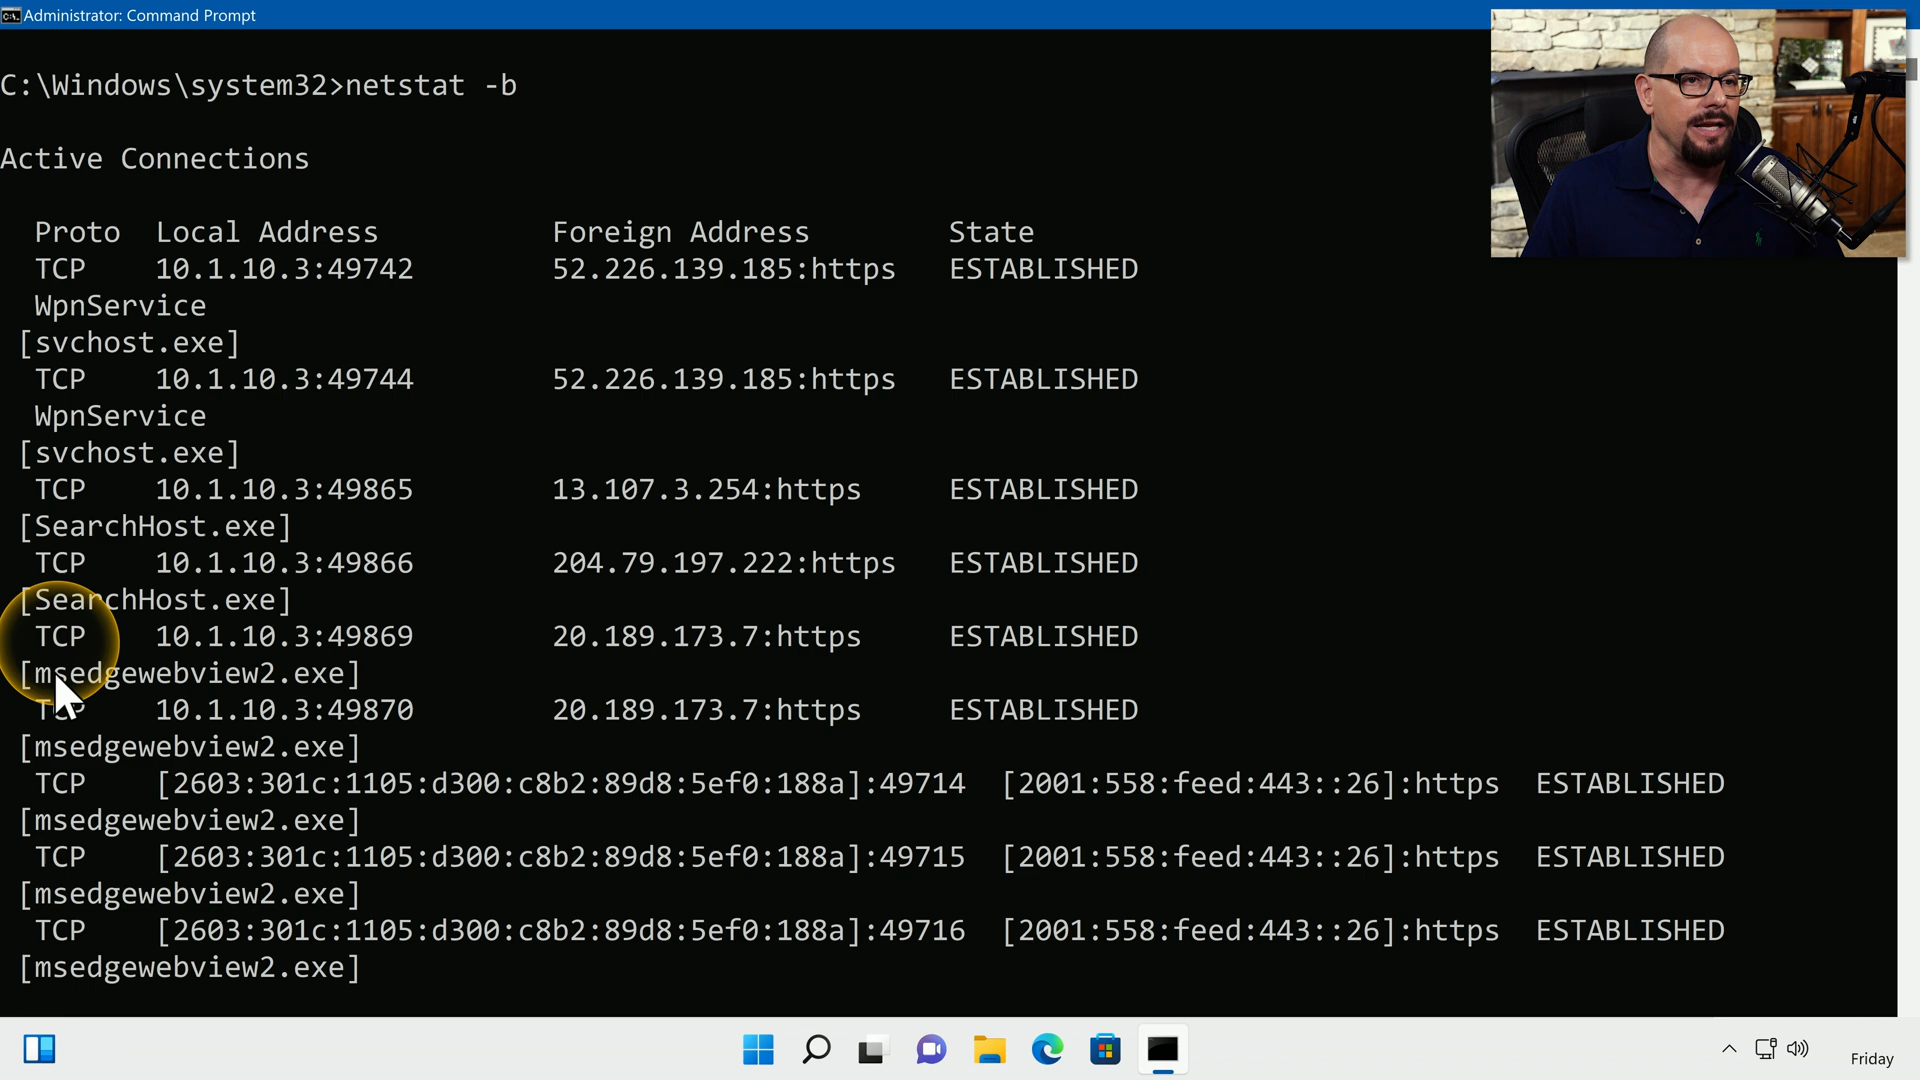 Administrator: Command Prompt
C:\Windows\system32>netstat -b
Active Connections
Proto  Local Address          Foreign Address        State
TCP    10.1.10.3:49742        52.226.139.185:https   ESTABLISHED
WpnService
[svchost.exe]
TCP    10.1.10.3:49744        52.226.139.185:https   ESTABLISHED
WpnService
[svchost.exe]
TCP    10.1.10.3:49865        13.107.3.254:https     ESTABLISHED
[SearchHost.exe]
TCP    10.1.10.3:49866        204.79.197.222:https   ESTABLISHED
[SearchHost.exe]
TCP    10.1.10.3:49869        20.189.173.7:https     ESTABLISHED
[msedgewebview2.exe]
TCP    10.1.10.3:49870        20.189.173.7:https     ESTABLISHED
[msedgewebview2.exe]
TCP    [2603:301c:1105:d300:c8b2:89d8:5ef0:188a]:49714  [2001:558:feed:443::26]:https  ESTABLISHED
[msedgewebview2.exe]
TCP    [2603:301c:1105:d300:c8b2:89d8:5ef0:188a]:49715  [2001:558:feed:443::26]:https  ESTABLISHED
[msedgewebview2.exe]
TCP    [2603:301c:1105:d300:c8b2:89d8:5ef0:188a]:49716  [2001:558:feed:443::26]:https  ESTABLISHED
[msedgewebview2.exe]
Friday